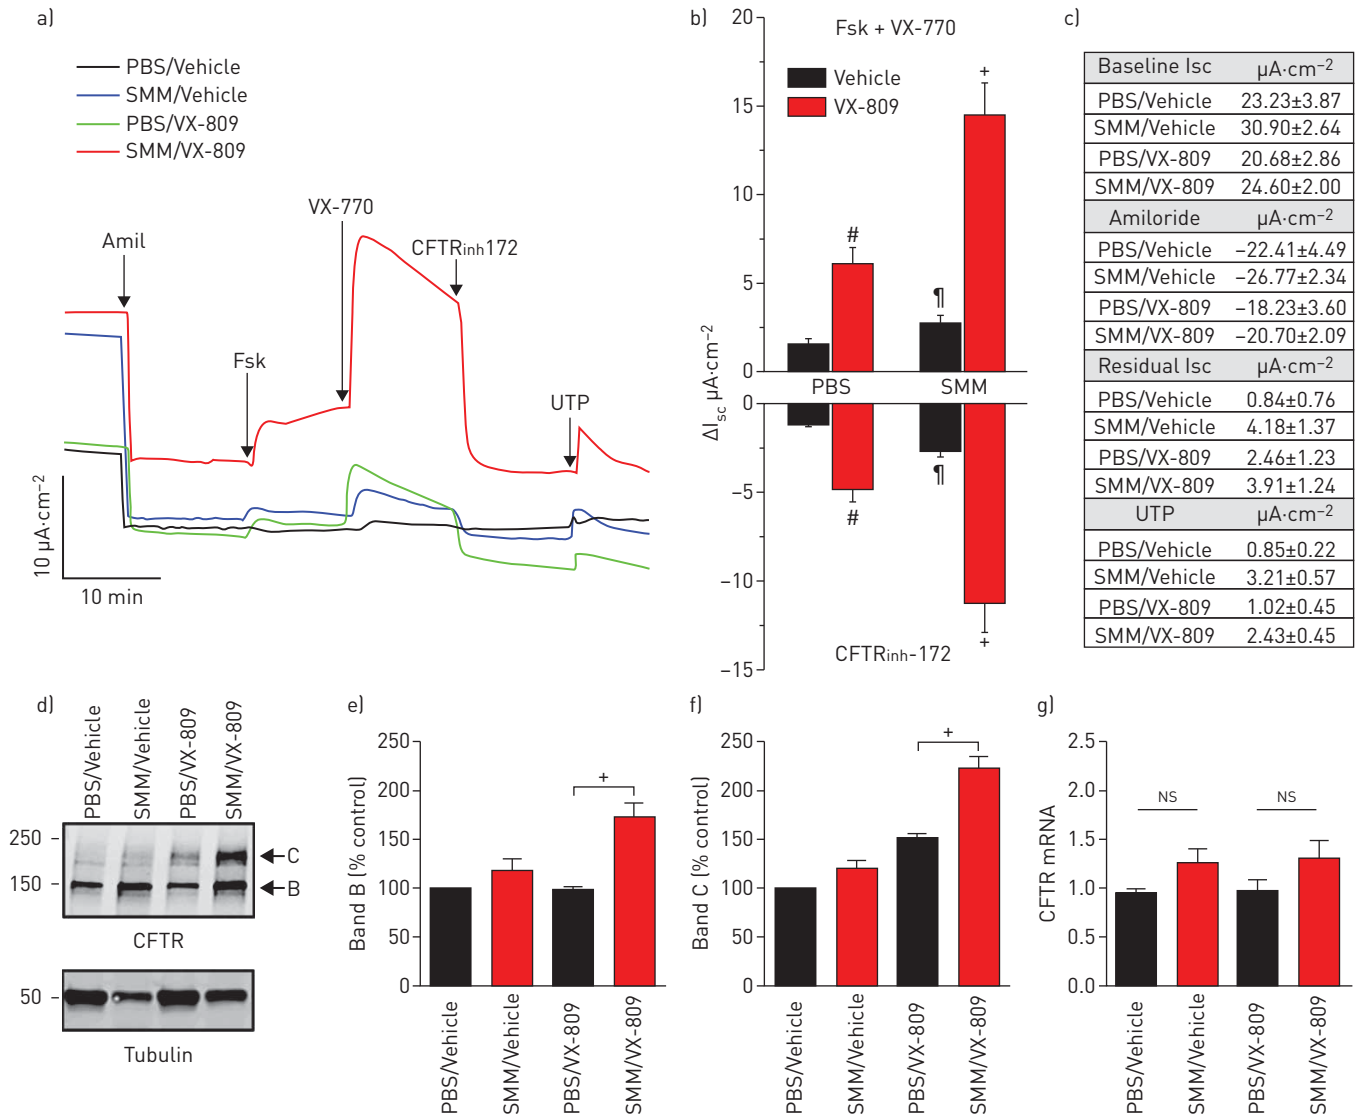 a)
PBS/Vehicle
SMM/Vehicle
PBS/VX-809
SMM/VX-809
Amil
Fsk
VX-770
CFTRinh172
UTP
10 µA·cm−2
10 min
b)
Fsk + VX-770
Vehicle
VX-809
20
15
10
5
0
0
−5
−10
−15
ΔIsc µA·cm−2
+
#
¶
PBS
SMM
¶
#
+
CFTRinh-172
c)
Baseline Isc µA·cm−2
PBS/Vehicle 23.23±3.87
SMM/Vehicle 30.90±2.64
PBS/VX-809 20.68±2.86
SMM/VX-809 24.60±2.00
Amiloride µA·cm−2
PBS/Vehicle −22.41±4.49
SMM/Vehicle −26.77±2.34
PBS/VX-809 −18.23±3.60
SMM/VX-809 −20.70±2.09
Residual Isc µA·cm−2
PBS/Vehicle 0.84±0.76
SMM/Vehicle 4.18±1.37
PBS/VX-809 2.46±1.23
SMM/VX-809 3.91±1.24
UTP µA·cm−2
PBS/Vehicle 0.85±0.22
SMM/Vehicle 3.21±0.57
PBS/VX-809 1.02±0.45
SMM/VX-809 2.43±0.45
d)
PBS/Vehicle
SMM/Vehicle
PBS/VX-809
SMM/VX-809
250
150
C
B
CFTR
50
Tubulin
e)
Band B (% control)
250
200
150
100
50
0
+
PBS/Vehicle
SMM/Vehicle
PBS/VX-809
SMM/VX-809
f)
Band C (% control)
250
200
150
100
50
0
+
PBS/Vehicle
SMM/Vehicle
PBS/VX-809
SMM/VX-809
g)
CFTR mRNA
2.5
2.0
1.5
1.0
0.5
0.0
NS
NS
PBS/Vehicle
SMM/Vehicle
PBS/VX-809
SMM/VX-809